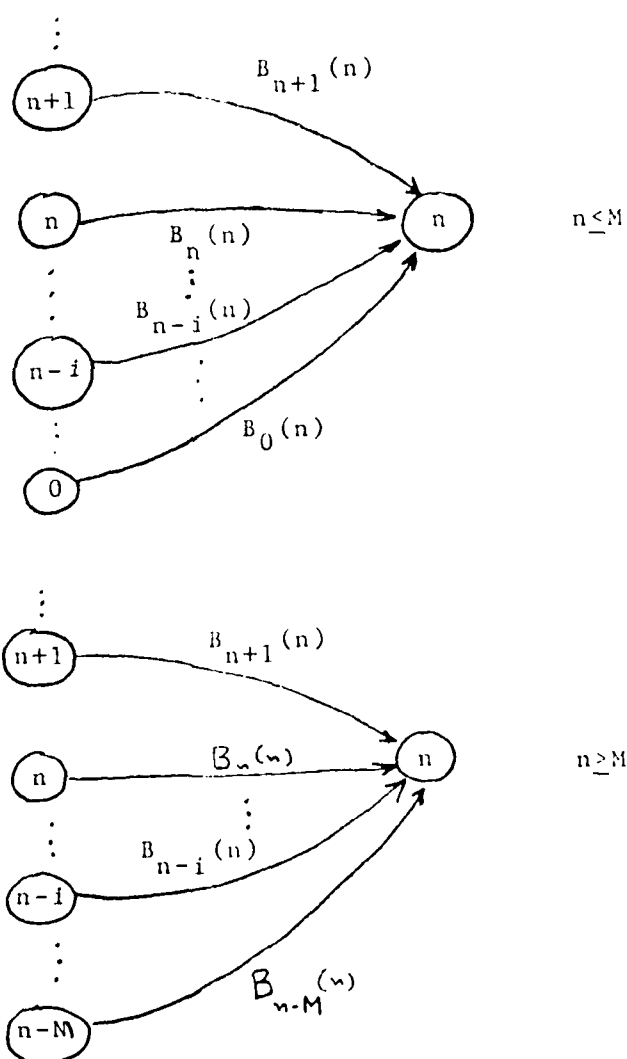 n+1
B_{n+1}(n)
n
n
n≤M
B_n(n)
B_{n-i}(n)
n-i
B_0(n)
0
n+1
B_{n+1}(n)
n
B_n(n)
n
n≥M
B_{n-i}(n)
n-i
B_{n-M}(n)
n-M